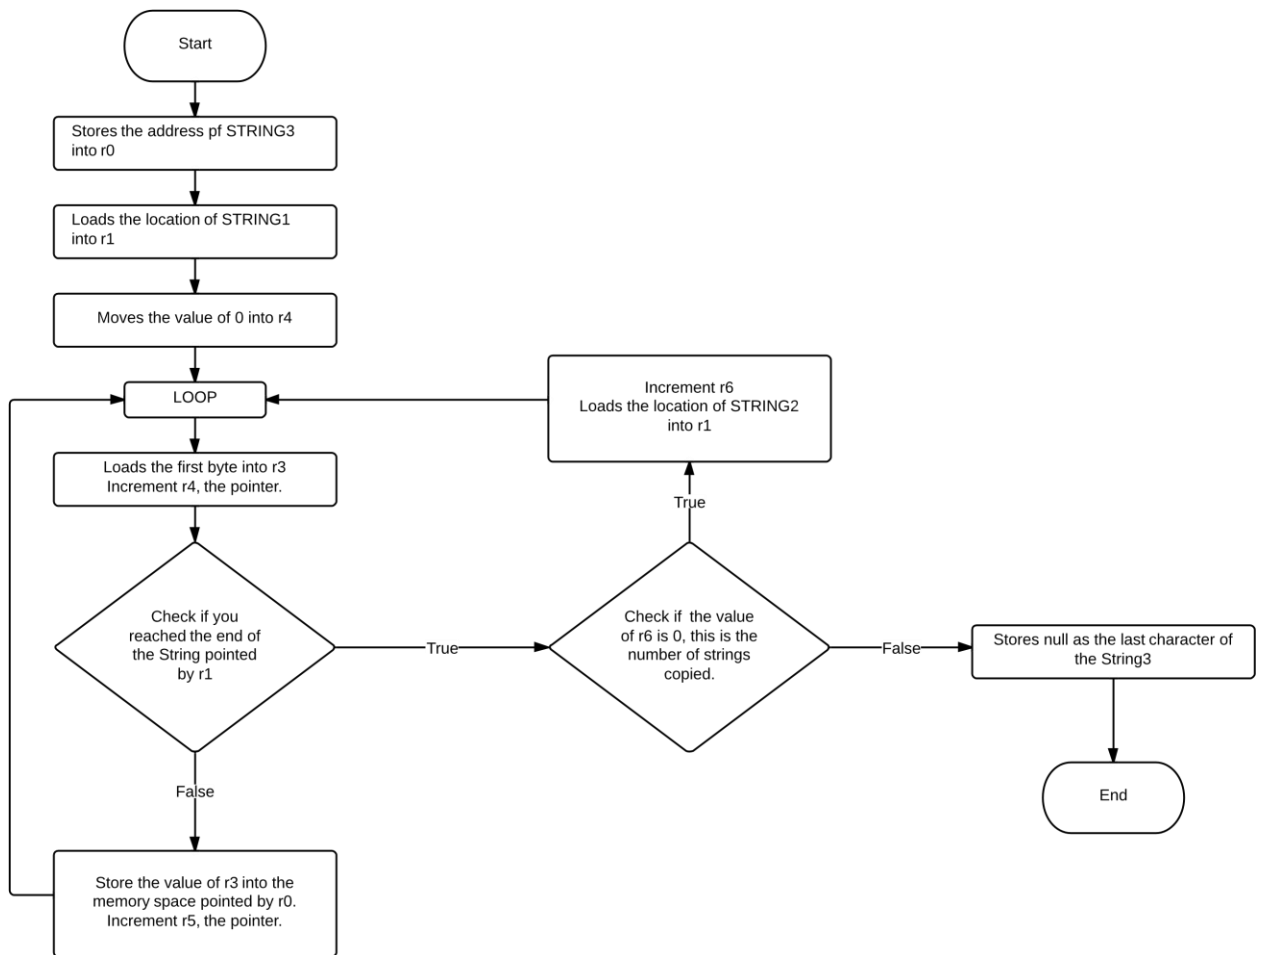 Start
Stores the address pf STRING3
into r0
Loads the location of STRING1
into r1
Moves the value of 0 into r4
LOOP
Loads the first byte into r3
Increment r4, the pointer.
Check if you
reached the end of
the String pointed
by r1
True
False
Store the value of r3 into the
memory space pointed by r0.
Increment r5, the pointer.
Check if  the value
of r6 is 0, this is the
number of strings
copied.
True
Increment r6
Loads the location of STRING2
into r1
False
Stores null as the last character of
the String3
End